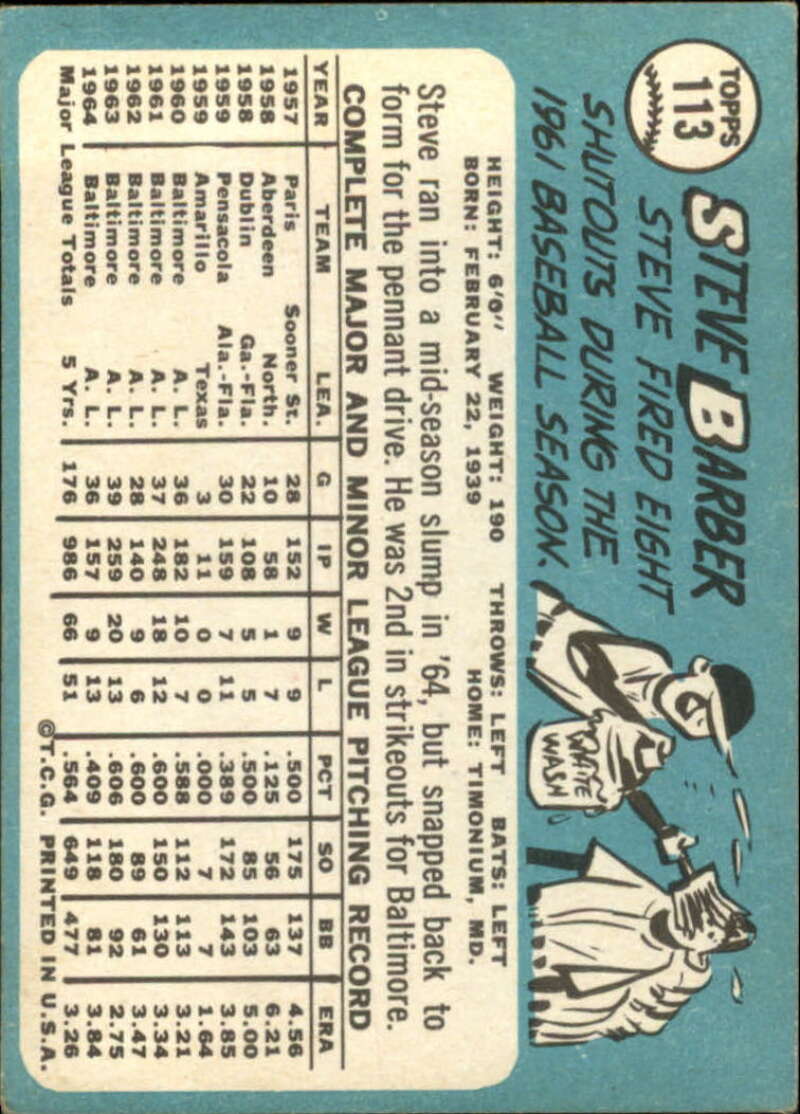 TOPPS
113
STEVE BARBER
STEVE FIRED EIGHT
SHUTOUTS DURING THE
1961 BASEBALL SEASON.
WHITE
WASH
HEIGHT: 6'0" WEIGHT: 190 THROWS: LEFT BATS: LEFT
BORN: FEBRUARY 22, 1939 HOME: TIMONIUM, MD.
Steve ran into a mid-season slump in '64, but snapped back to
form for the pennant drive. He was 2nd in strikeouts for Baltimore.
COMPLETE MAJOR AND MINOR LEAGUE PITCHING RECORD
YEAR TEAM LEA. G IP W L PCT SO BB ERA
1957 Paris Sooner St. 28 152 9 9 .500 175 137 4.56
1958 Aberdeen North. 10 58 1 7 .125 56 63 6.21
1958 Dublin Ga.-Fla. 22 108 5 5 .500 85 103 5.00
1959 Pensacola Ala.-Fla. 30 159 7 11 .389 172 143 3.85
1959 Amarillo Texas 3 11 0 0 .000 7 7 1.64
1960 Baltimore A. L. 36 182 10 7 .588 112 113 3.21
1961 Baltimore A. L. 37 248 18 12 .600 150 130 3.34
1962 Baltimore A. L. 28 140 9 6 .600 89 61 3.47
1963 Baltimore A. L. 39 259 20 13 .606 180 92 2.75
1964 Baltimore A. L. 36 157 9 13 .409 118 81 3.84
Major League Totals 5 Yrs. 176 986 66 51 .564 649 477 3.26
©T.C.G. PRINTED IN U.S.A.